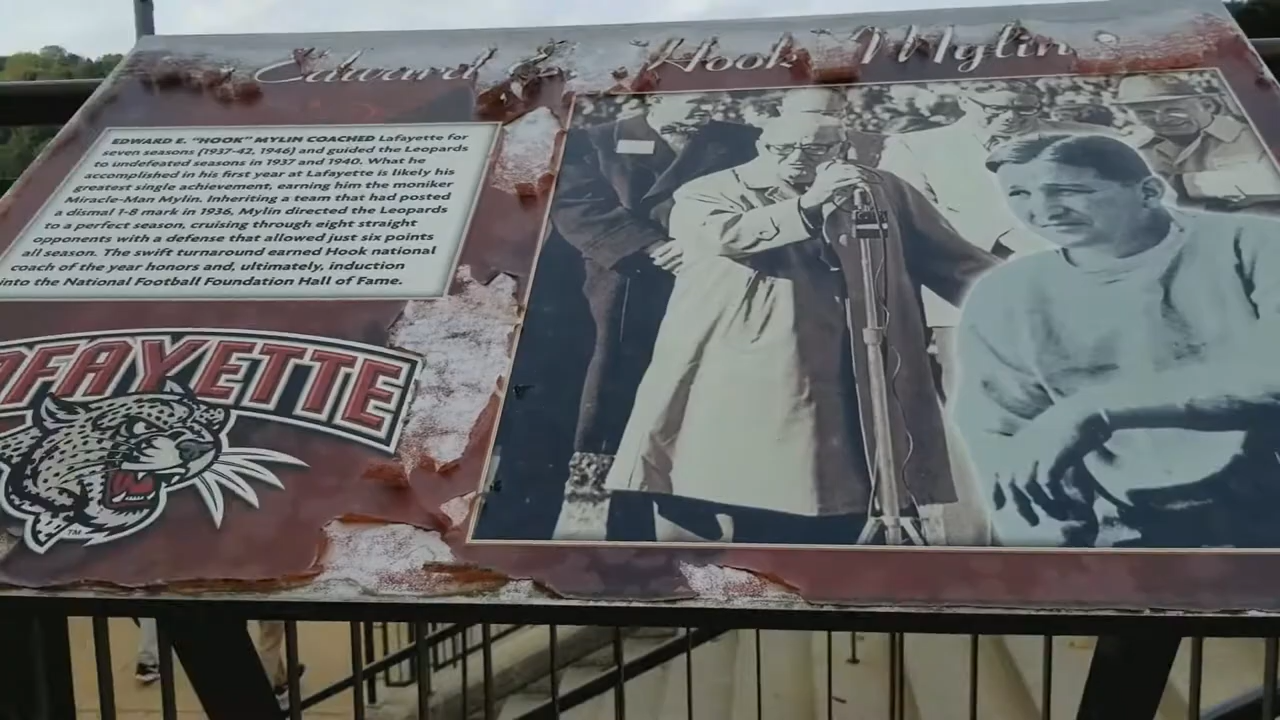 Edward E. Hook Mylin
EDWARD E. "HOOK" MYLIN COACHED Lafayette for
seven seasons (1937-42, 1946) and guided the Leopards
to undefeated seasons in 1937 and 1940. What he
accomplished in his first year at Lafayette is likely his
greatest single achievement, earning him the moniker
Miracle-Man Mylin. Inheriting a team that had posted
a dismal 1-8 mark in 1936, Mylin directed the Leopards
to a perfect season, cruising through eight straight
opponents with a defense that allowed just six points
all season. The swift turnaround earned Hook national
coach of the year honors and, ultimately, induction
into the National Football Foundation Hall of Fame.
AFAYETTE
TM